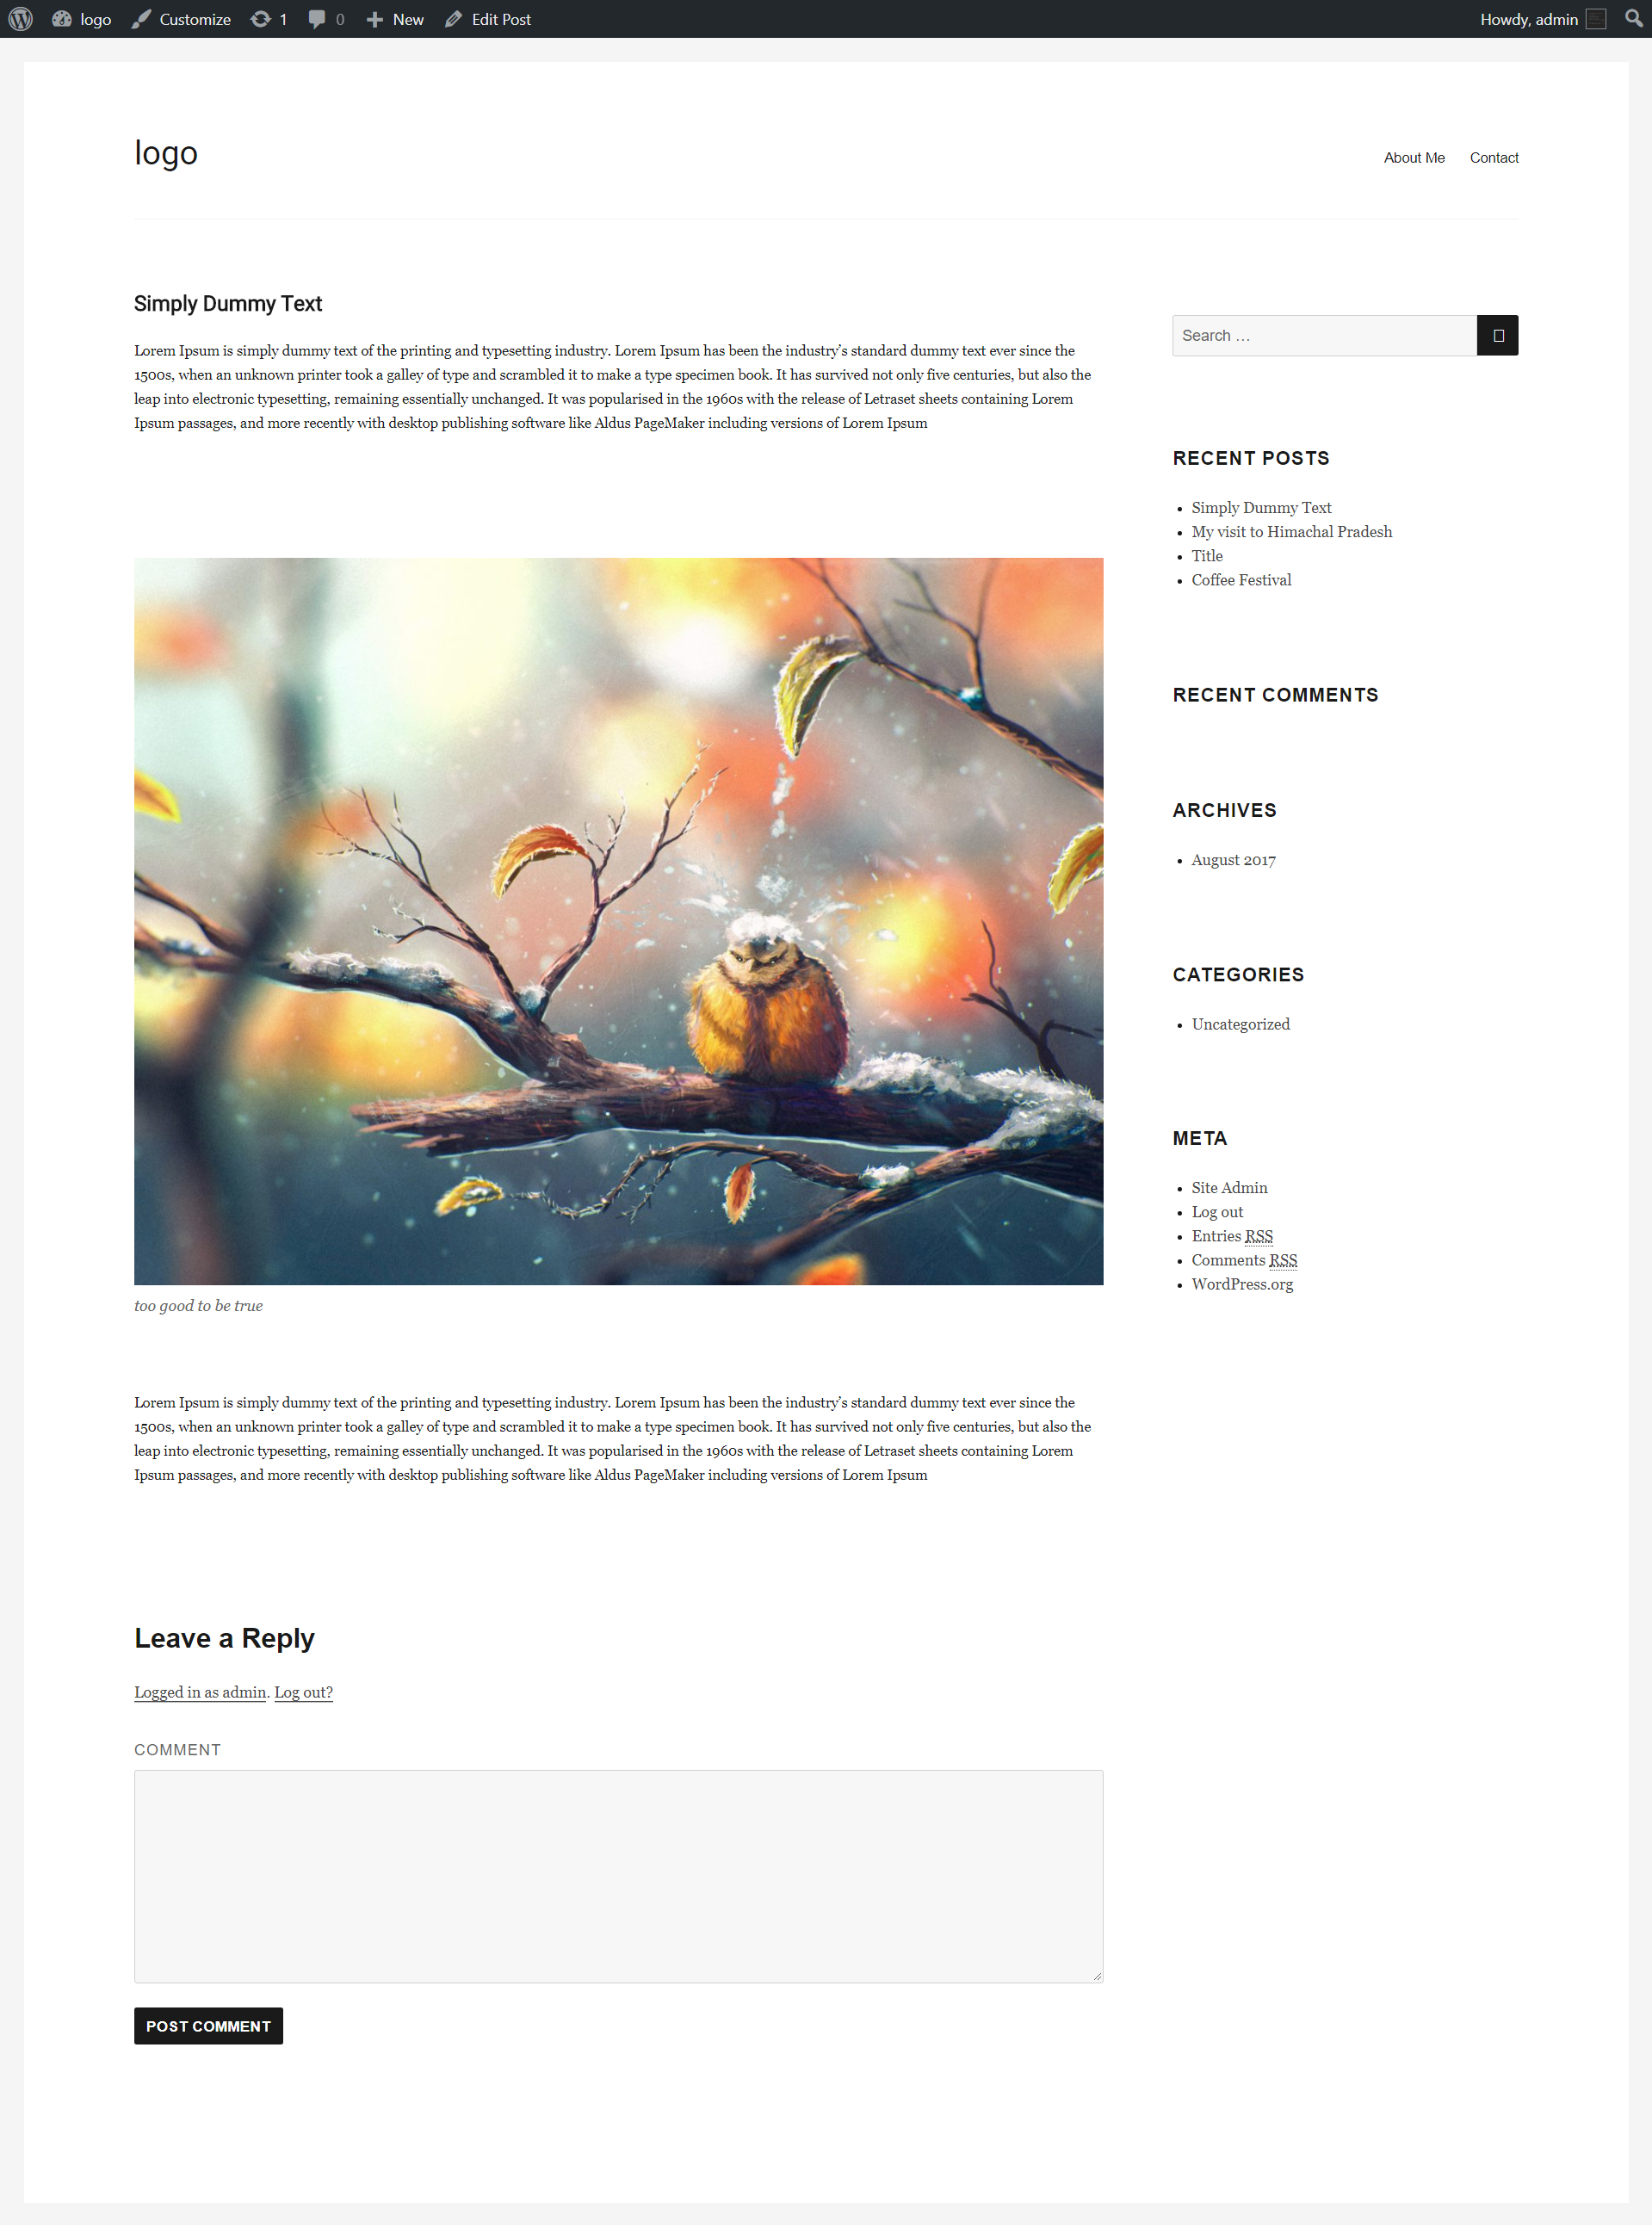 logo Customize 1 0 New Edit Post Howdy, admin
logo
About Me Contact
Simply Dummy Text
Lorem Ipsum is simply dummy text of the printing and typesetting industry. Lorem Ipsum has been the industry’s standard dummy text ever since the
1500s, when an unknown printer took a galley of type and scrambled it to make a type specimen book. It has survived not only five centuries, but also the
leap into electronic typesetting, remaining essentially unchanged. It was popularised in the 1960s with the release of Letraset sheets containing Lorem
Ipsum passages, and more recently with desktop publishing software like Aldus PageMaker including versions of Lorem Ipsum
too good to be true
Lorem Ipsum is simply dummy text of the printing and typesetting industry. Lorem Ipsum has been the industry’s standard dummy text ever since the
1500s, when an unknown printer took a galley of type and scrambled it to make a type specimen book. It has survived not only five centuries, but also the
leap into electronic typesetting, remaining essentially unchanged. It was popularised in the 1960s with the release of Letraset sheets containing Lorem
Ipsum passages, and more recently with desktop publishing software like Aldus PageMaker including versions of Lorem Ipsum
Leave a Reply
Logged in as admin. Log out?
COMMENT
POST COMMENT
Search …
RECENT POSTS
Simply Dummy Text
My visit to Himachal Pradesh
Title
Coffee Festival
RECENT COMMENTS
ARCHIVES
August 2017
CATEGORIES
Uncategorized
META
Site Admin
Log out
Entries RSS
Comments RSS
WordPress.org